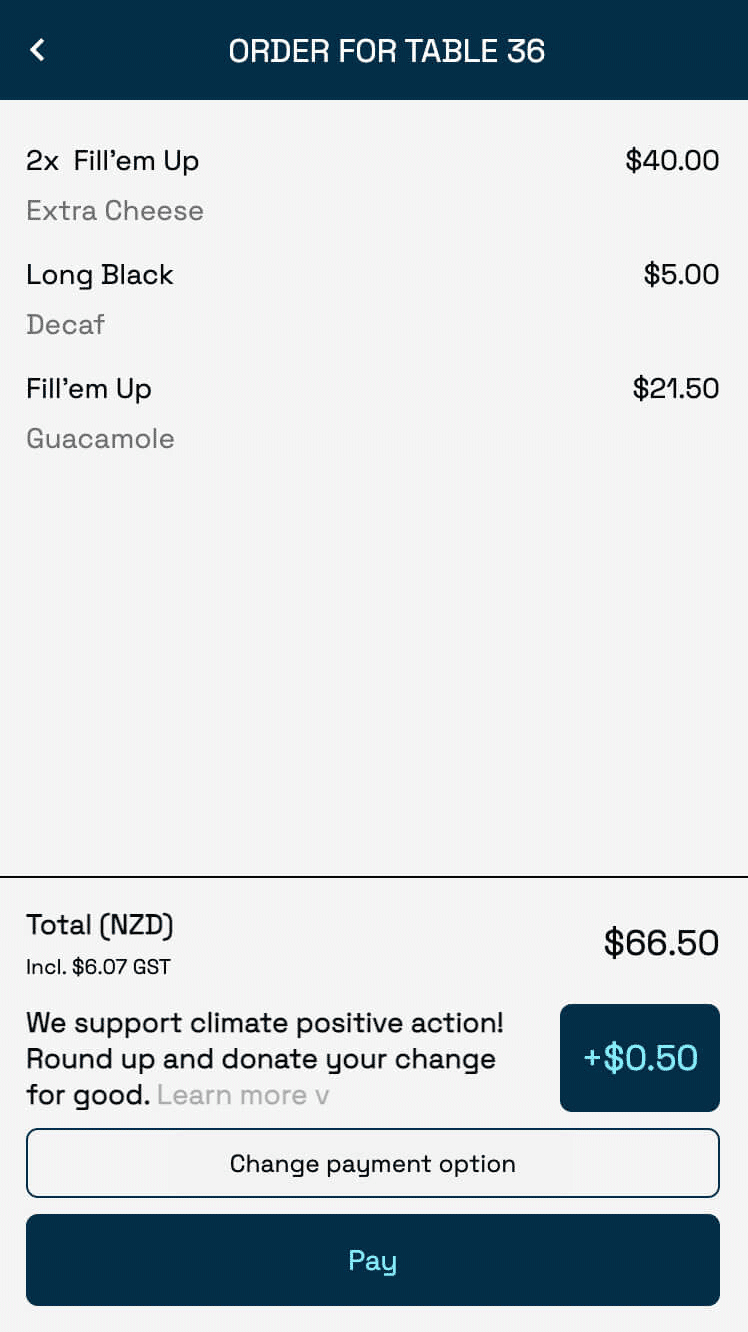 ORDER FOR TABLE 36
2x Fill'em Up $40.00
Extra Cheese
Long Black $5.00
Decaf
Fill'em Up $21.50
Guacamole
Total (NZD) $66.50
Incl. $6.07 GST
We support climate positive action!
Round up and donate your change
for good. Learn more v
+$0.50
Change payment option
Pay